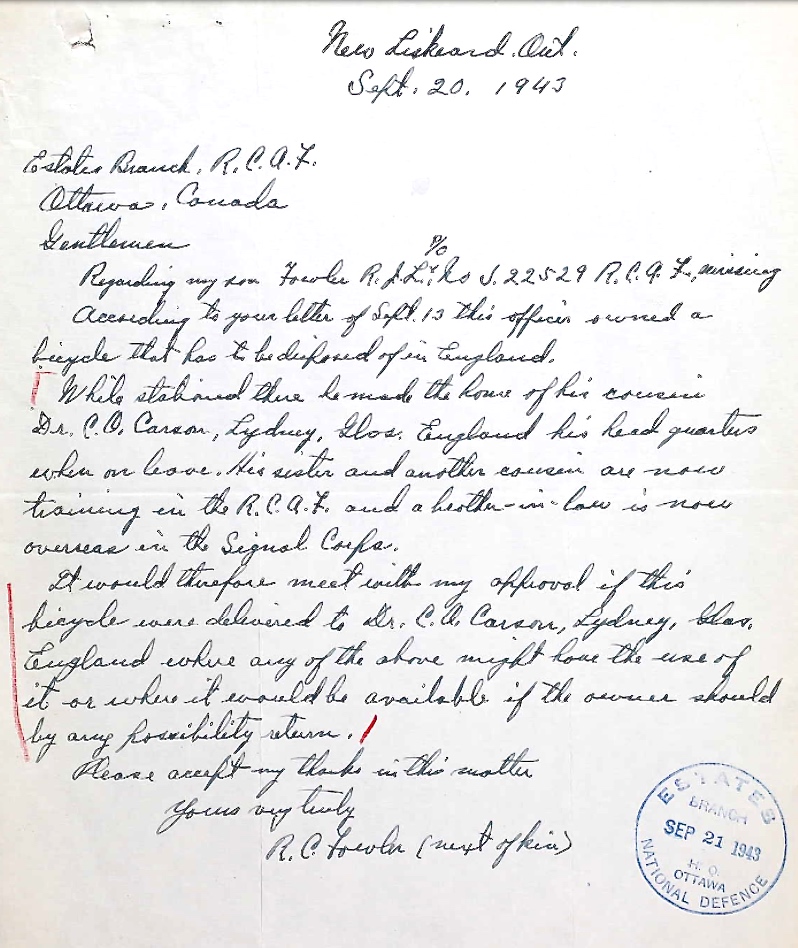 New Liskeard. Ont.
Sept. 20. 1943
Estates Branch, R.C.A.F.
Ottawa, Canada
Gentlemen
P/O
Regarding my son Fowler R.J.L., No J.22529 R.C.A.F., missing
According to your letter of Sept. 13 this officer owned a
bicycle that has to be disposed of in England.
While stationed there he made the home of his cousin
Dr. C.A. Carson, Lydney, Glos. England his head quarters
when on leave. His sister and another cousin are now
training in the R.C.A.F. and a brother-in-law is now
overseas in the Signal Corps.
It would therefore meet with my approval if this
bicycle were delivered to Dr. C.A. Carson, Lydney, Glos.
England where any of the above might have the use of
it or where it would be available if the owner should
by any possibility return.
Please accept my thanks in this matter
Yours very truly
R.C. Fowler (next of kin)
ESTATES
BRANCH
SEP 21 1943
H.Q.
OTTAWA
NATIONAL DEFENCE